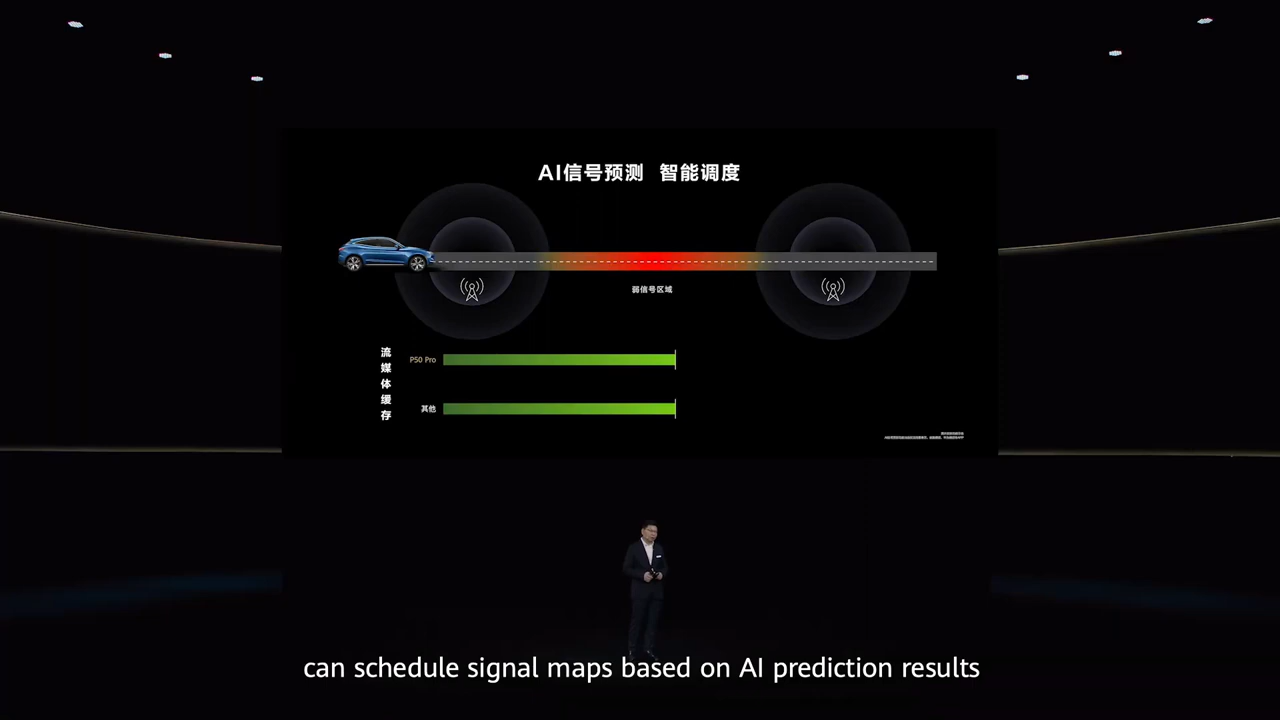 AI信号预测 智能调度
弱信号区域
流媒体缓存
P50 Pro
其他
can schedule signal maps based on AI prediction results